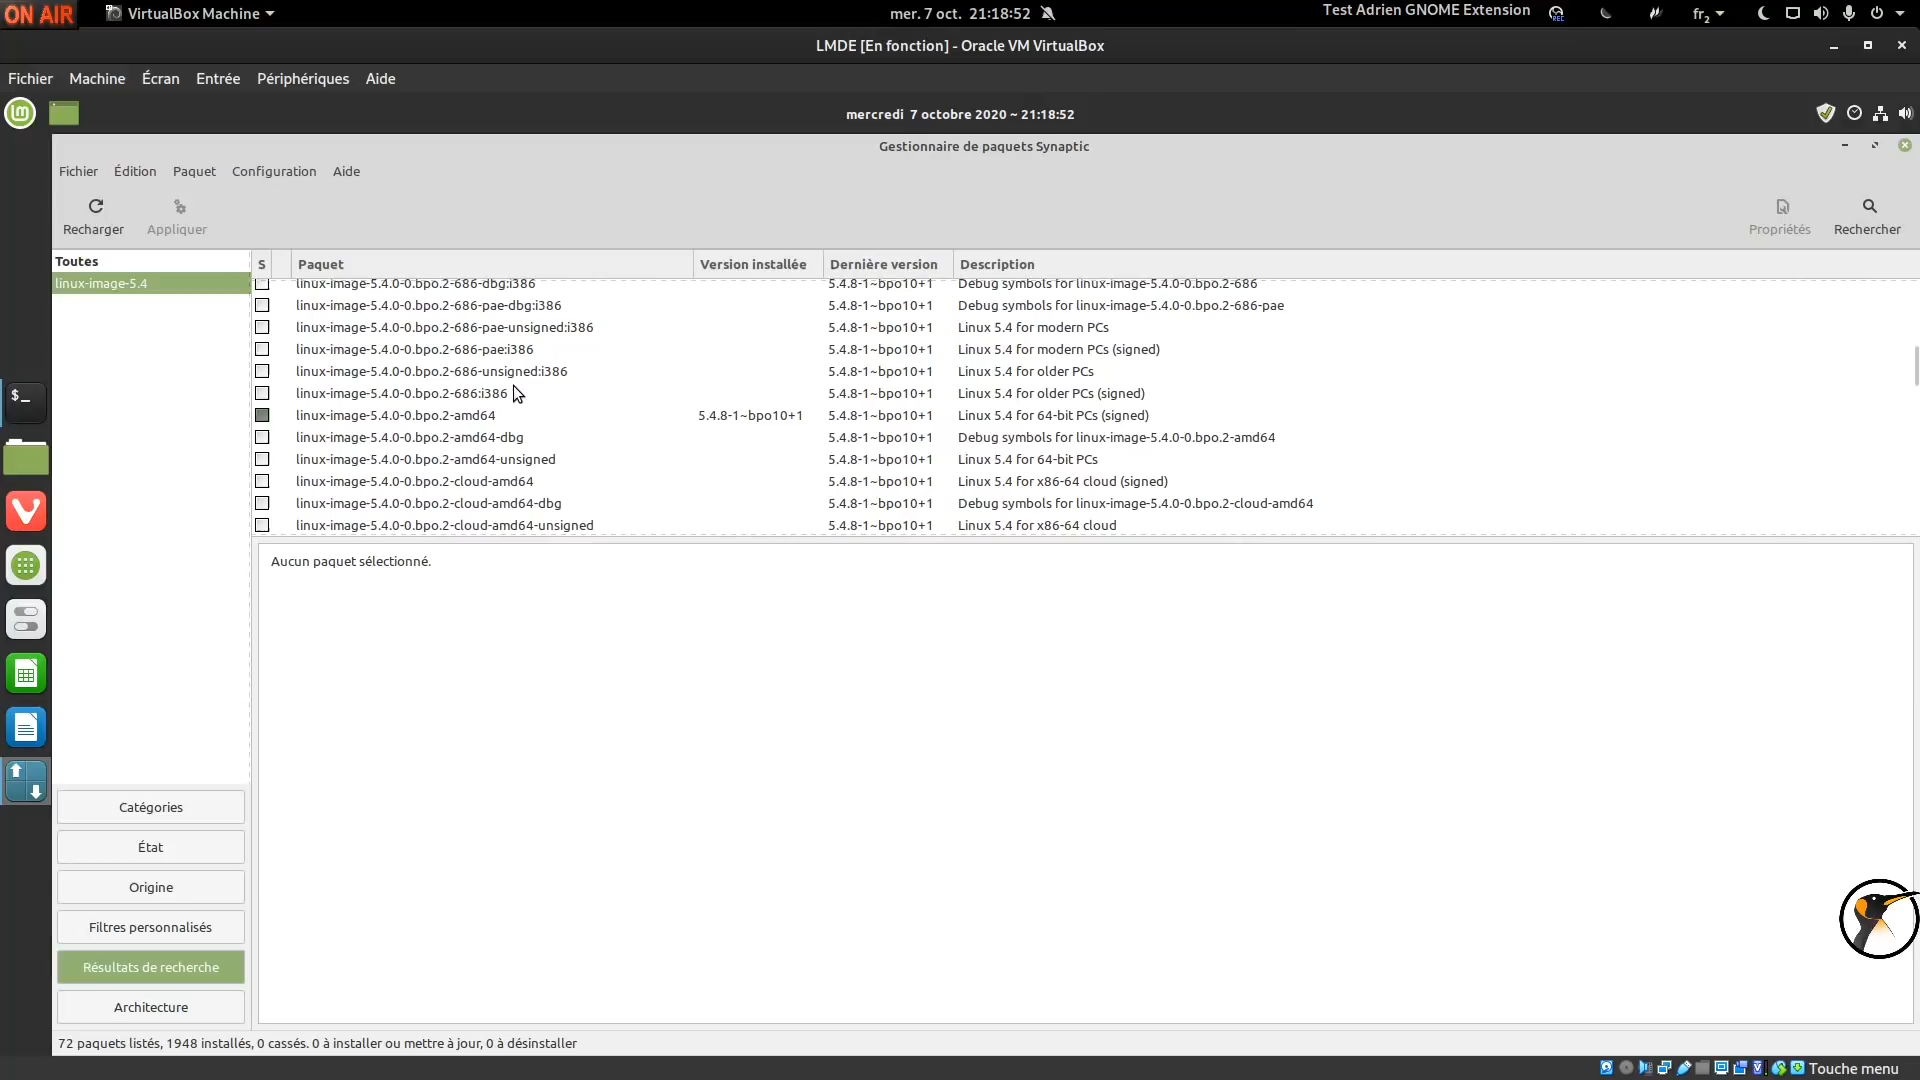 ON AIR
VirtualBox Machine
mer. 7 oct. 21:18:52
Test Adrien GNOME Extension
fr2
LMDE [En fonction] - Oracle VM VirtualBox
Fichier Machine Écran Entrée Périphériques Aide
mercredi 7 octobre 2020 ~ 21:18:52
Gestionnaire de paquets Synaptic
Fichier Édition Paquet Configuration Aide
Recharger Appliquer Propriétés Rechercher
Toutes
linux-image-5.4
S Paquet Version installée Dernière version Description
linux-image-5.4.0-0.bpo.2-686-dbg:i386 5.4.8-1~bpo10+1 Debug symbols for linux-image-5.4.0-0.bpo.2-686
linux-image-5.4.0-0.bpo.2-686-pae-dbg:i386 5.4.8-1~bpo10+1 Debug symbols for linux-image-5.4.0-0.bpo.2-686-pae
linux-image-5.4.0-0.bpo.2-686-pae-unsigned:i386 5.4.8-1~bpo10+1 Linux 5.4 for modern PCs
linux-image-5.4.0-0.bpo.2-686-pae:i386 5.4.8-1~bpo10+1 Linux 5.4 for modern PCs (signed)
linux-image-5.4.0-0.bpo.2-686-unsigned:i386 5.4.8-1~bpo10+1 Linux 5.4 for older PCs
linux-image-5.4.0-0.bpo.2-686:i386 5.4.8-1~bpo10+1 Linux 5.4 for older PCs (signed)
linux-image-5.4.0-0.bpo.2-amd64 5.4.8-1~bpo10+1 5.4.8-1~bpo10+1 Linux 5.4 for 64-bit PCs (signed)
linux-image-5.4.0-0.bpo.2-amd64-dbg 5.4.8-1~bpo10+1 Debug symbols for linux-image-5.4.0-0.bpo.2-amd64
linux-image-5.4.0-0.bpo.2-amd64-unsigned 5.4.8-1~bpo10+1 Linux 5.4 for 64-bit PCs
linux-image-5.4.0-0.bpo.2-cloud-amd64 5.4.8-1~bpo10+1 Linux 5.4 for x86-64 cloud (signed)
linux-image-5.4.0-0.bpo.2-cloud-amd64-dbg 5.4.8-1~bpo10+1 Debug symbols for linux-image-5.4.0-0.bpo.2-cloud-amd64
linux-image-5.4.0-0.bpo.2-cloud-amd64-unsigned 5.4.8-1~bpo10+1 Linux 5.4 for x86-64 cloud
Aucun paquet sélectionné.
Catégories
État
Origine
Filtres personnalisés
Résultats de recherche
Architecture
72 paquets listés, 1948 installés, 0 cassés. 0 à installer ou mettre à jour, 0 à désinstaller
Touche menu